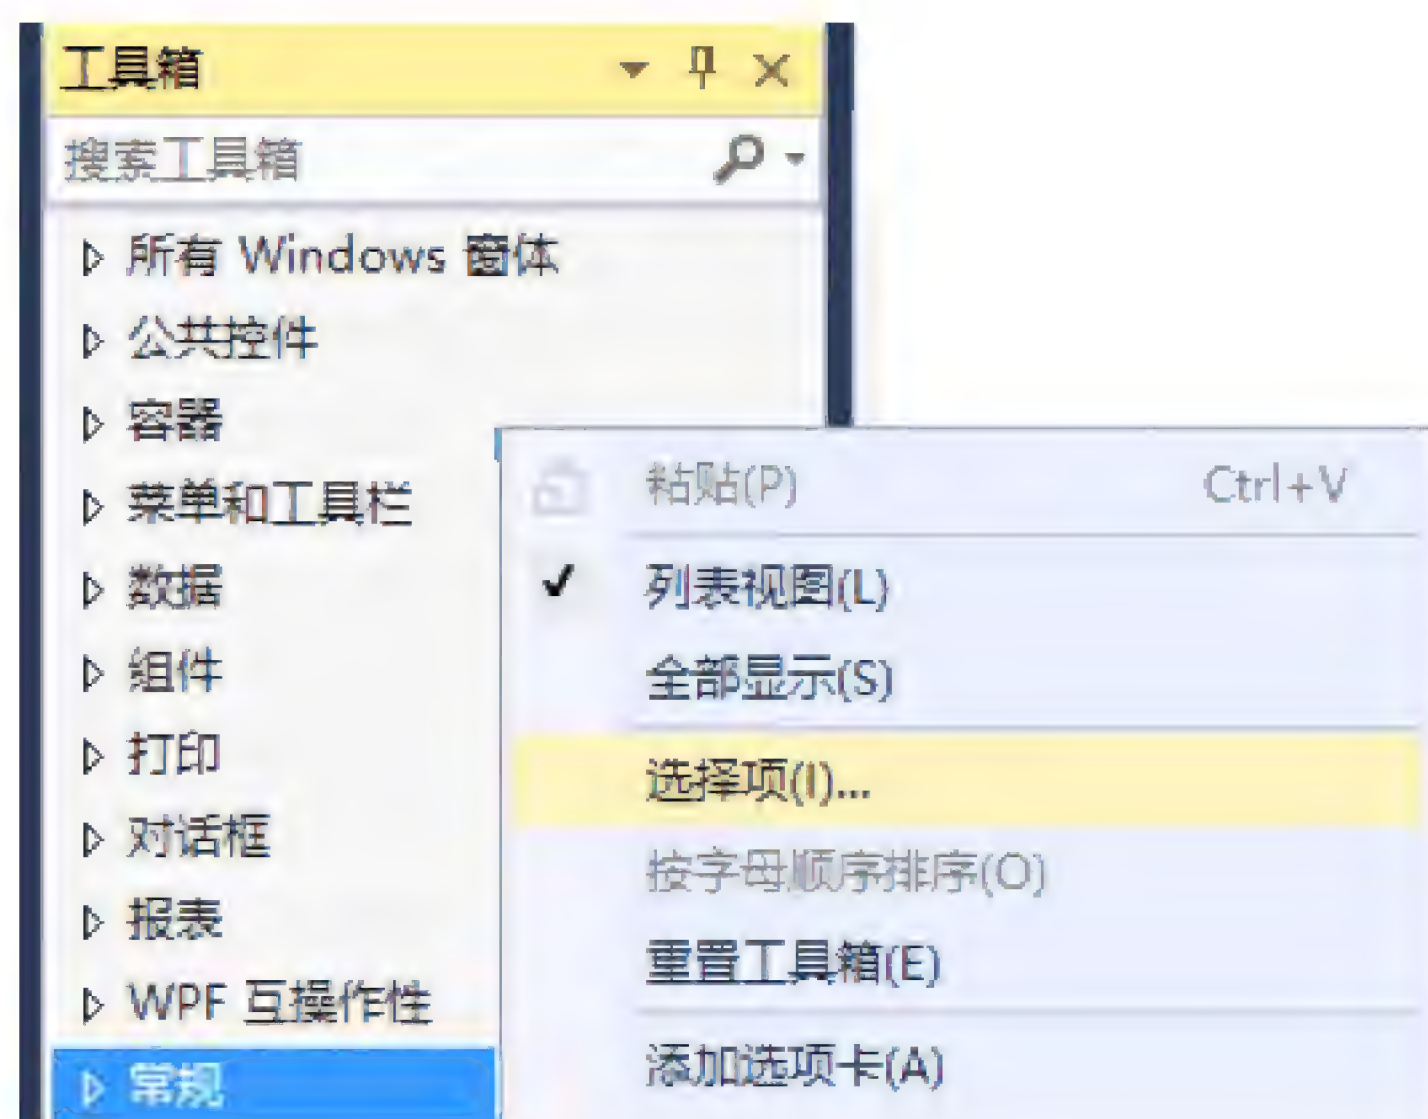 工具箱
搜索工具箱
所有 Windows 窗体
公共控件
容器
菜单和工具栏
数据
组件
打印
对话框
报表
WPF 互操作性
常规
粘贴(P) Ctrl+V
列表视图(L)
全部显示(S)
选择项(I)...
按字母顺序排序(O)
重置工具箱(E)
添加选项卡(A)